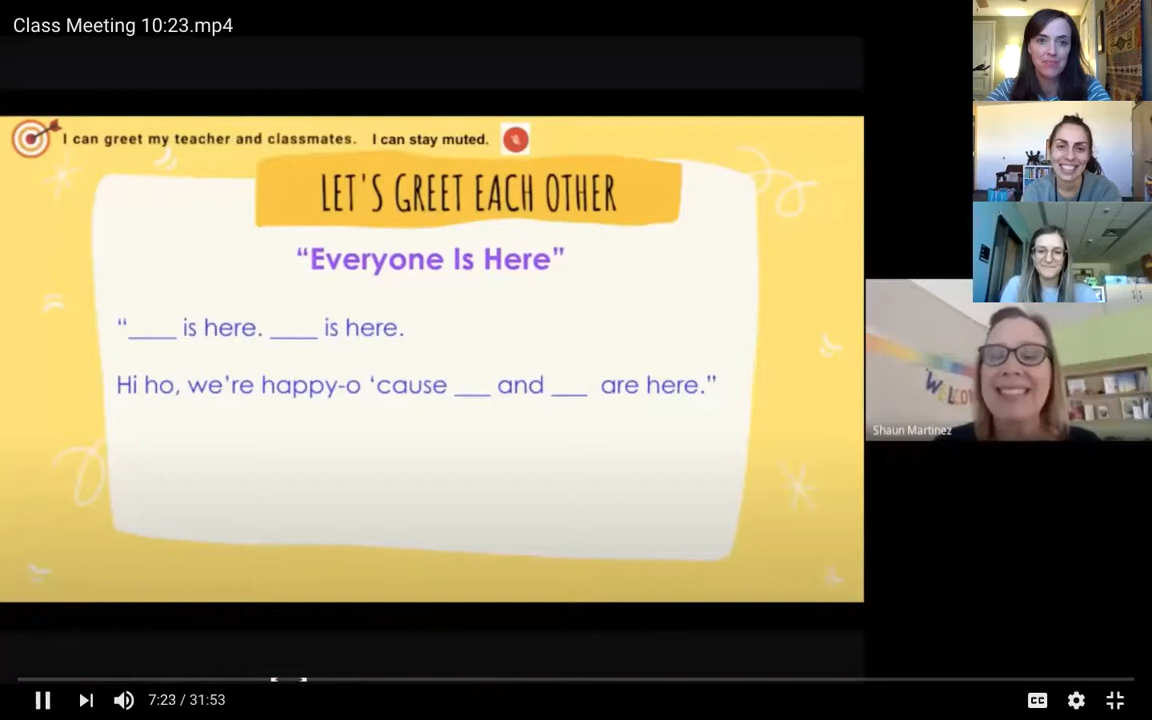 Class Meeting 10:23.mp4
I can greet my teacher and classmates. I can stay muted.
LET'S GREET EACH OTHER
“Everyone Is Here”
“____ is here. ____ is here.
Hi ho, we’re happy-o ‘cause ___ and ___ are here.”
WELCOM
Shaun Martinez
7:23 / 31:53
CC